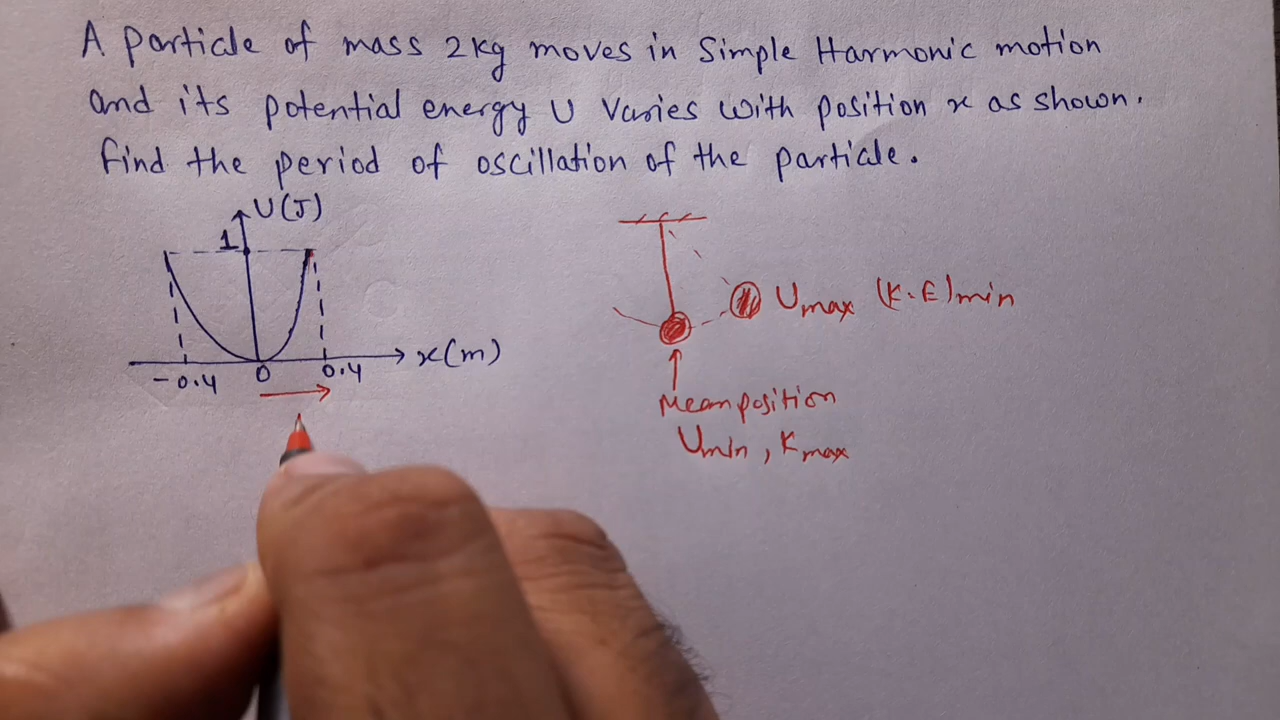 A particle of mass 2kg moves in Simple Harmonic motion
and its potential energy U varies with position x as shown.
find the period of oscillation of the particle.
U(J)
1
x(m)
-0.4 0 0.4
Umax (K.E)min
Mean position
Umin, Kmax